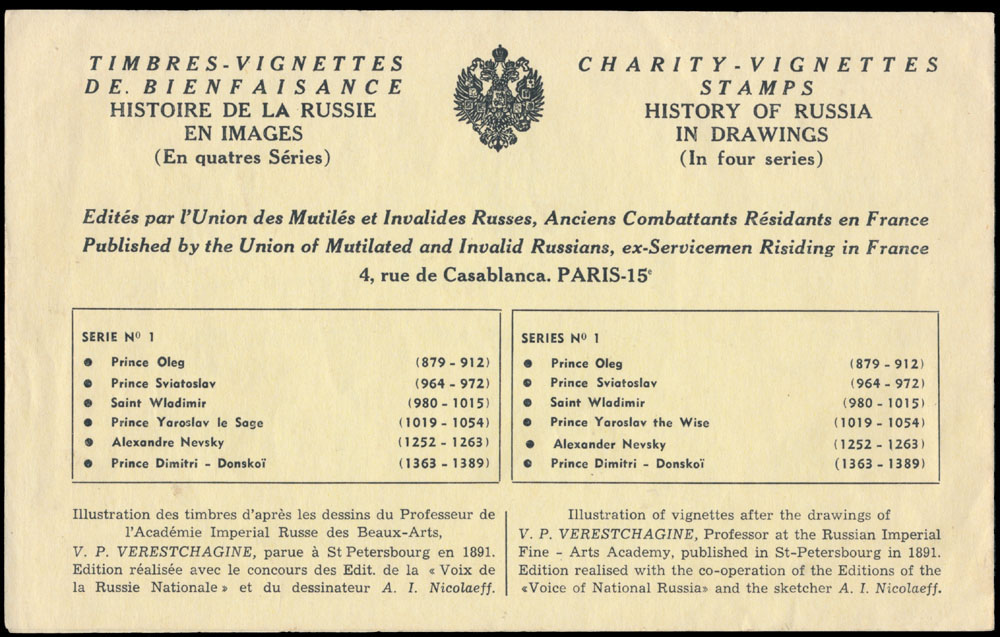 TIMBRES-VIGNETTES
DE. BIENFAISANCE
HISTOIRE DE LA RUSSIE
EN IMAGES
(En quatres Séries)
CHARITY-VIGNETTES
STAMPS
HISTORY OF RUSSIA
IN DRAWINGS
(In four series)
Edités par l'Union des Mutilés et Invalides Russes, Anciens Combattants Résidants en France
Published by the Union of Mutilated and Invalid Russians, ex-Servicemen Risiding in France
4, rue de Casablanca. PARIS-15e
SERIE Nº 1
● Prince Oleg (879 - 912)
● Prince Sviatoslav (964 - 972)
● Saint Wladimir (980 - 1015)
● Prince Yaroslav le Sage (1019 - 1054)
● Alexandre Nevsky (1252 - 1263)
● Prince Dimitri - Donskoï (1363 - 1389)
SERIES Nº 1
● Prince Oleg (879 - 912)
● Prince Sviatoslav (964 - 972)
● Saint Wladimir (980 - 1015)
● Prince Yaroslav the Wise (1019 - 1054)
● Alexander Nevsky (1252 - 1263)
● Prince Dimitri - Donskoï (1363 - 1389)
Illustration des timbres d'après les dessins du Professeur de
l'Académie Imperial Russe des Beaux-Arts,
V. P. VERESTCHAGINE, parue à St Petersbourg en 1891.
Edition réalisée avec le concours des Edit. de la « Voix de
la Russie Nationale » et du dessinateur A. I. Nicolaeff.
Illustration of vignettes after the drawings of
V. P. VERESTCHAGINE, Professor at the Russian Imperial
Fine - Arts Academy, published in St-Petersbourg in 1891.
Edition realised with the co-operation of the Editions of the
«Voice of National Russia» and the sketcher A. I. Nicolaeff.